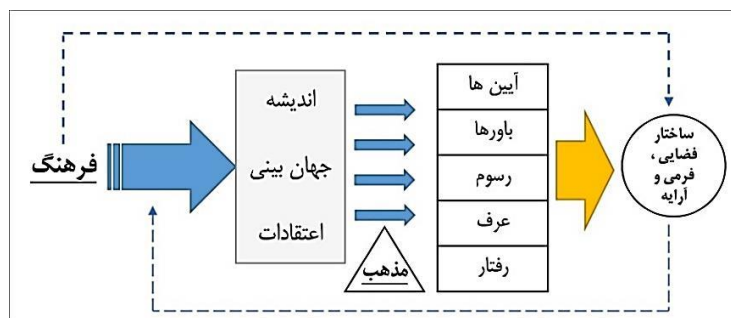 فرهنگ
اندیشه
جهان بینی
اعتقادات
مذهب
آیین ها
باورها
رسوم
عرف
رفتار
ساختار
فضایی ،
فرمی و
آرایه